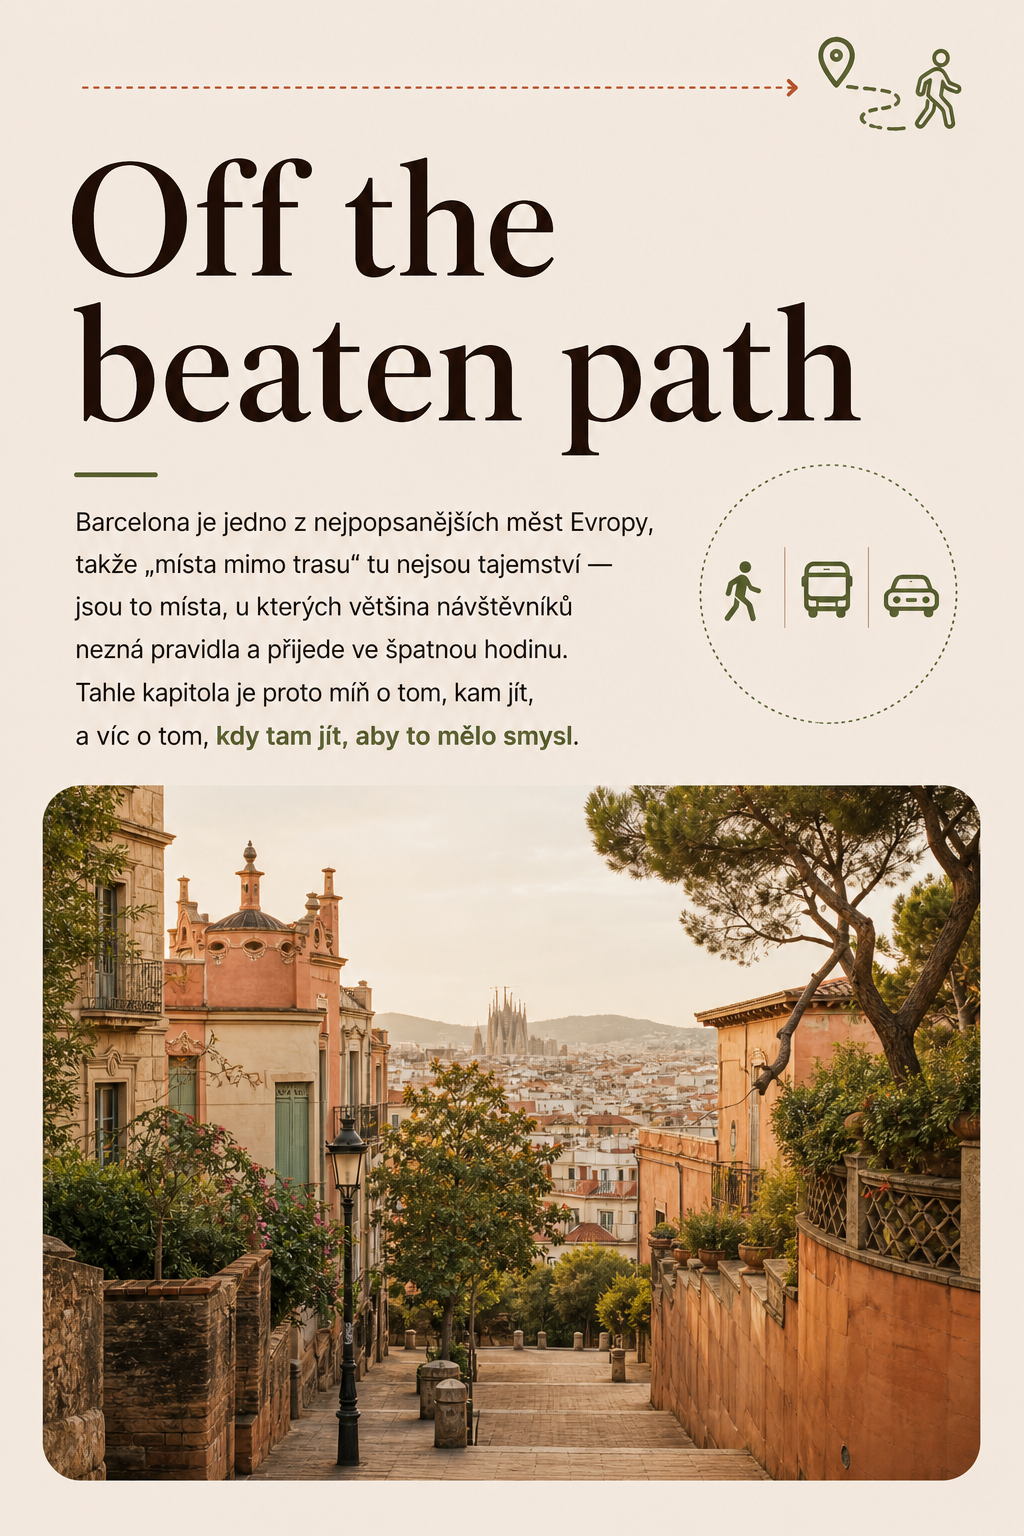 Off the
beaten path
Barcelona je jedno z nejpopsanějších měst Evropy,
takže „místa mimo trasu“ tu nejsou tajemství —
jsou to místa, u kterých většina návštěvníků
nezná pravidla a přijede ve špatnou hodinu.
Tahle kapitola je proto míň o tom, kam jít,
a víc o tom, kdy tam jít, aby to mělo smysl.